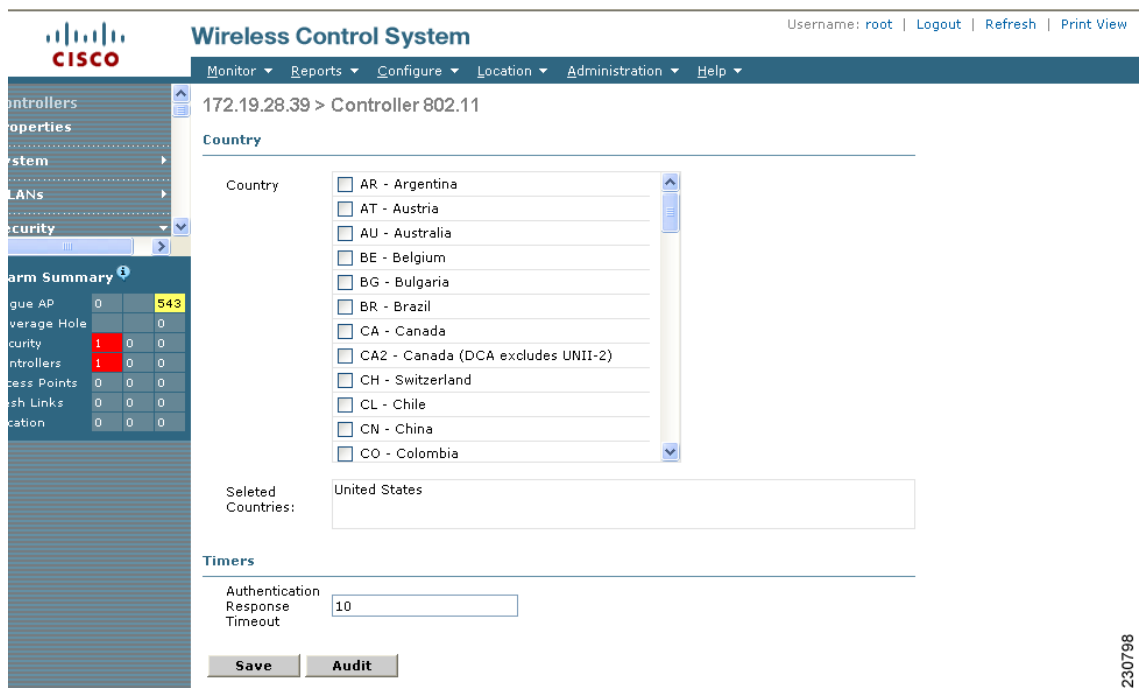 Username: root | Logout | Refresh | Print View
CISCO
Wireless Control System
Monitor Reports Configure Location Administration Help
ontrollers
roperties
ystem
LANs
ecurity
arm Summary
gue AP 0 543
verage Hole 0
curity 1 0 0
ntrollers 1 0 0
cess Points 0 0 0
esh Links 0 0 0
cation 0 0 0
172.19.28.39 > Controller 802.11
Country
Country
AR - Argentina
AT - Austria
AU - Australia
BE - Belgium
BG - Bulgaria
BR - Brazil
CA - Canada
CA2 - Canada (DCA excludes UNII-2)
CH - Switzerland
CL - Chile
CN - China
CO - Colombia
Seleted
Countries:
United States
Timers
Authentication
Response
Timeout
10
Save Audit
230798